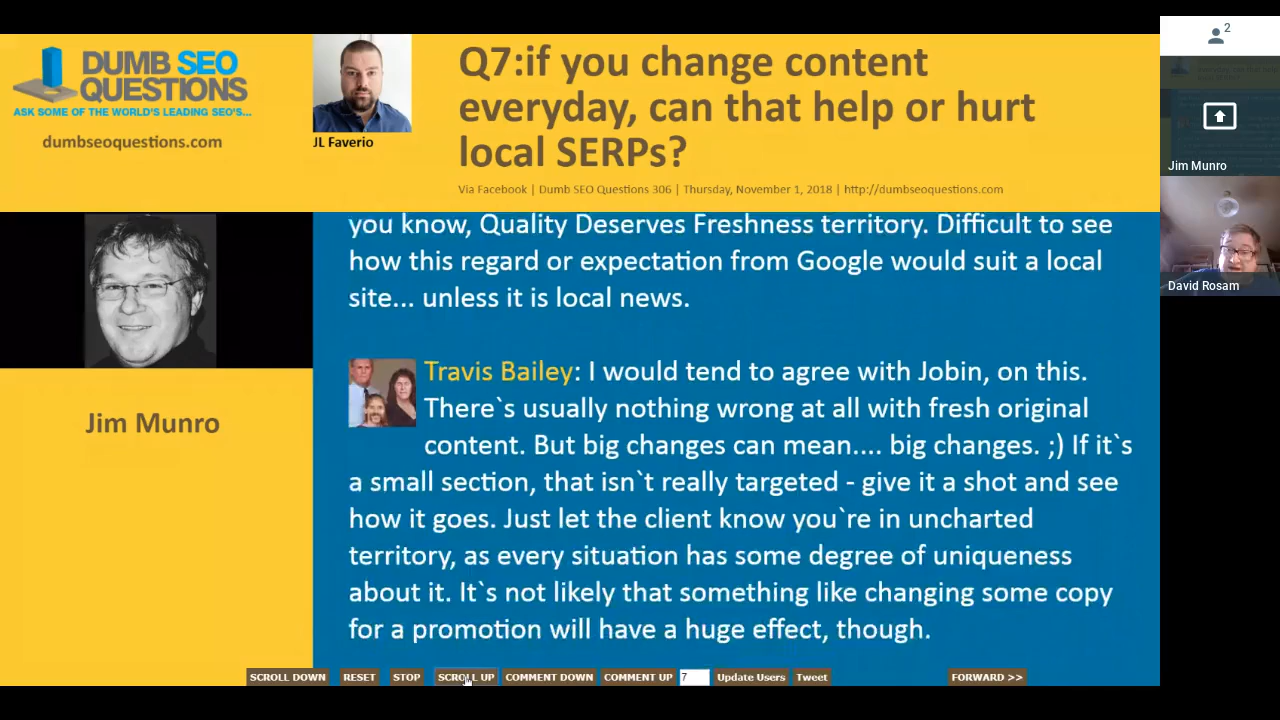 DUMB SEO
QUESTIONS
ASK SOME OF THE WORLD'S LEADING SEO'S...
dumbseoquestions.com
JL Faverio
Q7:if you change content
everyday, can that help or hurt
local SERPs?
Via Facebook | Dumb SEO Questions 306 | Thursday, November 1, 2018 | http://dumbseoquestions.com
2
Jim Munro
David Rosam
Jim Munro
you know, Quality Deserves Freshness territory. Difficult to see
how this regard or expectation from Google would suit a local
site... unless it is local news.
Travis Bailey: I would tend to agree with Jobin, on this.
There`s usually nothing wrong at all with fresh original
content. But big changes can mean.... big changes. ;) If it`s
a small section, that isn`t really targeted - give it a shot and see
how it goes. Just let the client know you`re in uncharted
territory, as every situation has some degree of uniqueness
about it. It`s not likely that something like changing some copy
for a promotion will have a huge effect, though.
SCROLL DOWN RESET STOP SCROLL UP COMMENT DOWN COMMENT UP 7 Update Users Tweet FORWARD >>